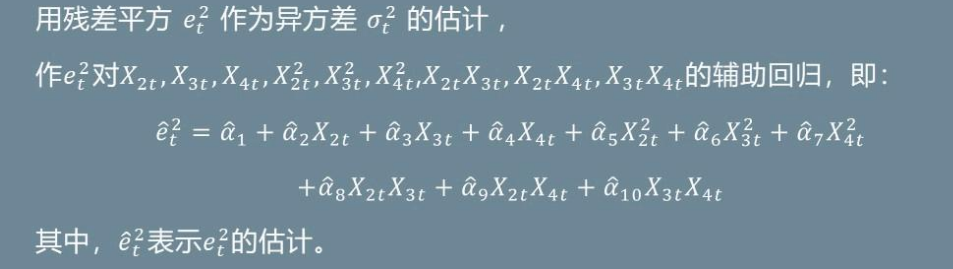 用残差平方 e_t^2 作为异方差 σ_t^2 的估计，
作e_t^2对X_{2t}, X_{3t}, X_{4t}, X_{2t}^2, X_{3t}^2, X_{4t}^2, X_{2t}X_{3t}, X_{2t}X_{4t}, X_{3t}X_{4t}的辅助回归，即：
ê_t^2 = α̂_1 + α̂_2X_{2t} + α̂_3X_{3t} + α̂_4X_{4t} + α̂_5X_{2t}^2 + α̂_6X_{3t}^2 + α̂_7X_{4t}^2
+α̂_8X_{2t}X_{3t} + α̂_9X_{2t}X_{4t} + α̂_{10}X_{3t}X_{4t}
其中，ê_t^2表示e_t^2的估计。